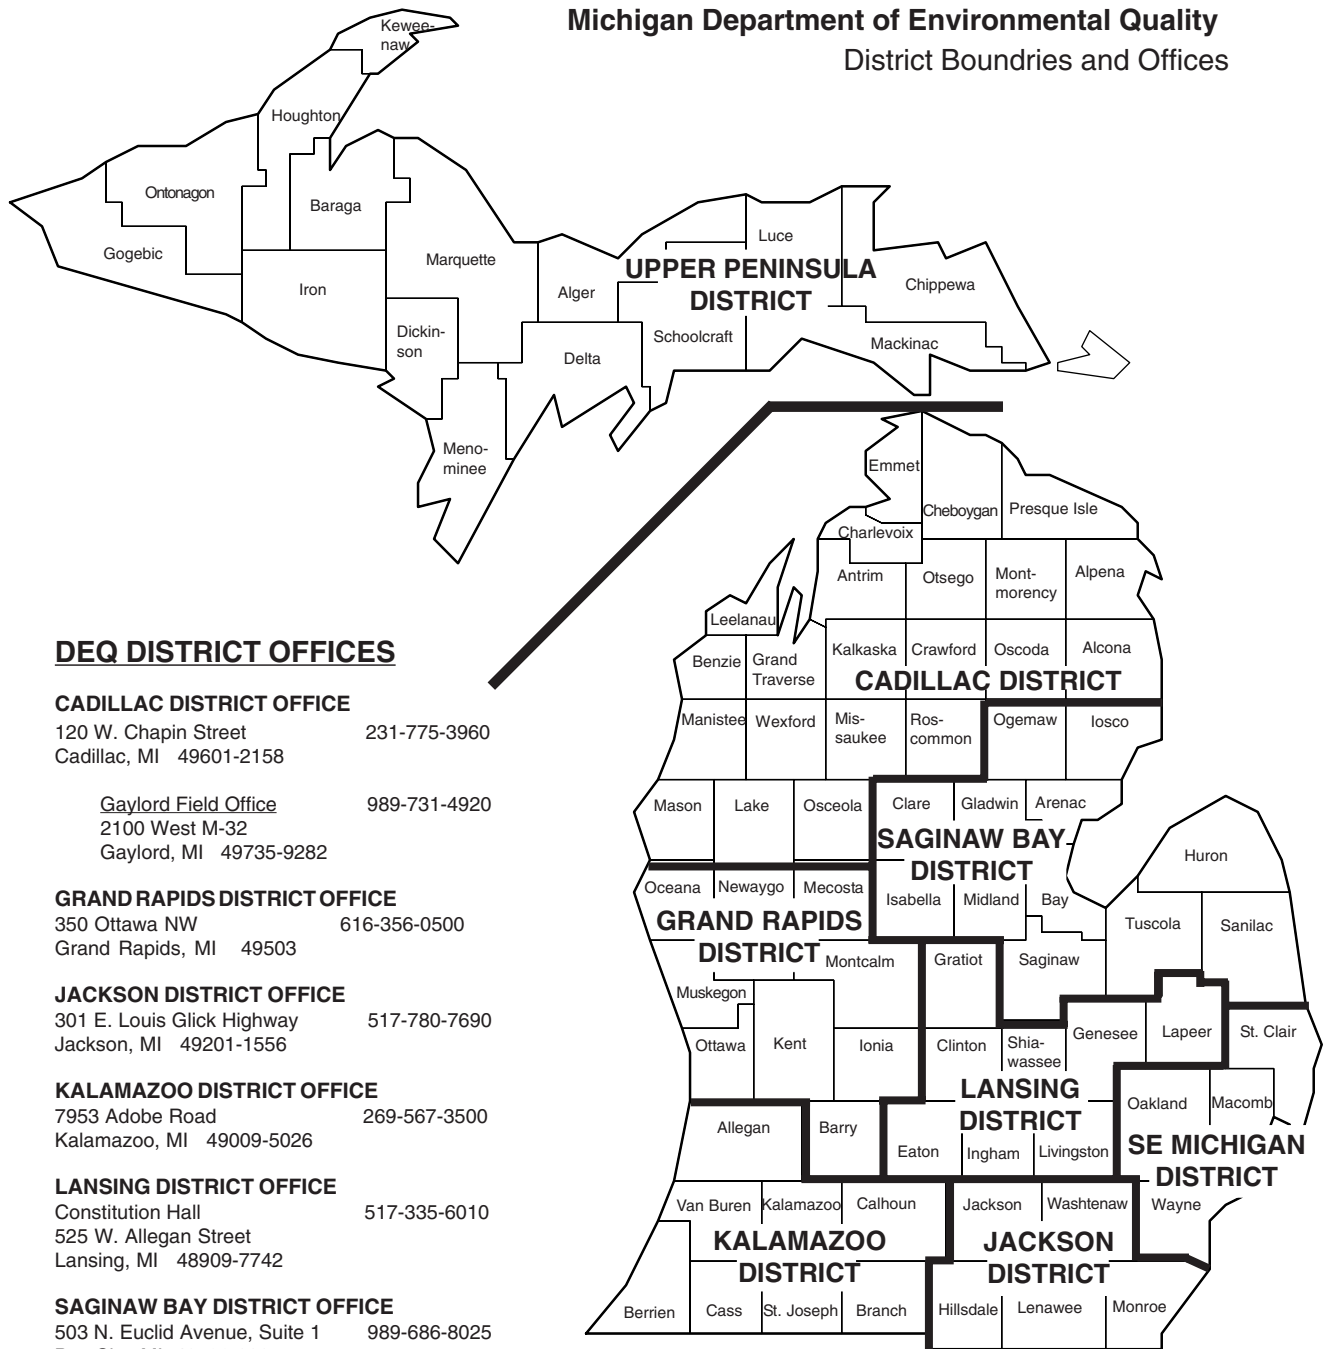 Michigan Department of Environmental Quality
District Boundries and Offices
Kewee-
naw
Houghton
Ontonagon
Baraga
Gogebic
Marquette
Iron
Luce
UPPER PENINSULA
DISTRICT
Alger
Chippewa
Dickin-
son
Schoolcraft
Mackinac
Delta
Meno-
minee
Emmet
Cheboygan
Presque Isle
Charlevoix
Antrim
Otsego
Mont-
morency
Alpena
Leelanau
Benzie
Grand
Traverse
Kalkaska
Crawford
Oscoda
Alcona
CADILLAC DISTRICT
Manistee
Wexford
Mis-
saukee
Ros-
common
Ogemaw
Iosco
Mason
Lake
Osceola
Clare
Gladwin
Arenac
SAGINAW BAY
DISTRICT
Huron
Oceana
Newaygo
Mecosta
Isabella
Midland
Bay
Tuscola
Sanilac
GRAND RAPIDS
DISTRICT
Montcalm
Gratiot
Saginaw
Muskegon
Ottawa
Kent
Ionia
Clinton
Shia-
wassee
Genesee
Lapeer
St. Clair
LANSING
DISTRICT
Oakland
Macomb
Allegan
Barry
Eaton
Ingham
Livingston
SE MICHIGAN
DISTRICT
Van Buren
Kalamazoo
Calhoun
Jackson
Washtenaw
Wayne
KALAMAZOO
DISTRICT
JACKSON
DISTRICT
Berrien
Cass
St. Joseph
Branch
Hillsdale
Lenawee
Monroe
DEQ DISTRICT OFFICES
CADILLAC DISTRICT OFFICE
120 W. Chapin Street 231-775-3960
Cadillac, MI 49601-2158
Gaylord Field Office 989-731-4920
2100 West M-32
Gaylord, MI 49735-9282
GRAND RAPIDS DISTRICT OFFICE
350 Ottawa NW 616-356-0500
Grand Rapids, MI 49503
JACKSON DISTRICT OFFICE
301 E. Louis Glick Highway 517-780-7690
Jackson, MI 49201-1556
KALAMAZOO DISTRICT OFFICE
7953 Adobe Road 269-567-3500
Kalamazoo, MI 49009-5026
LANSING DISTRICT OFFICE
Constitution Hall 517-335-6010
525 W. Allegan Street
Lansing, MI 48909-7742
SAGINAW BAY DISTRICT OFFICE
503 N. Euclid Avenue, Suite 1 989-686-8025